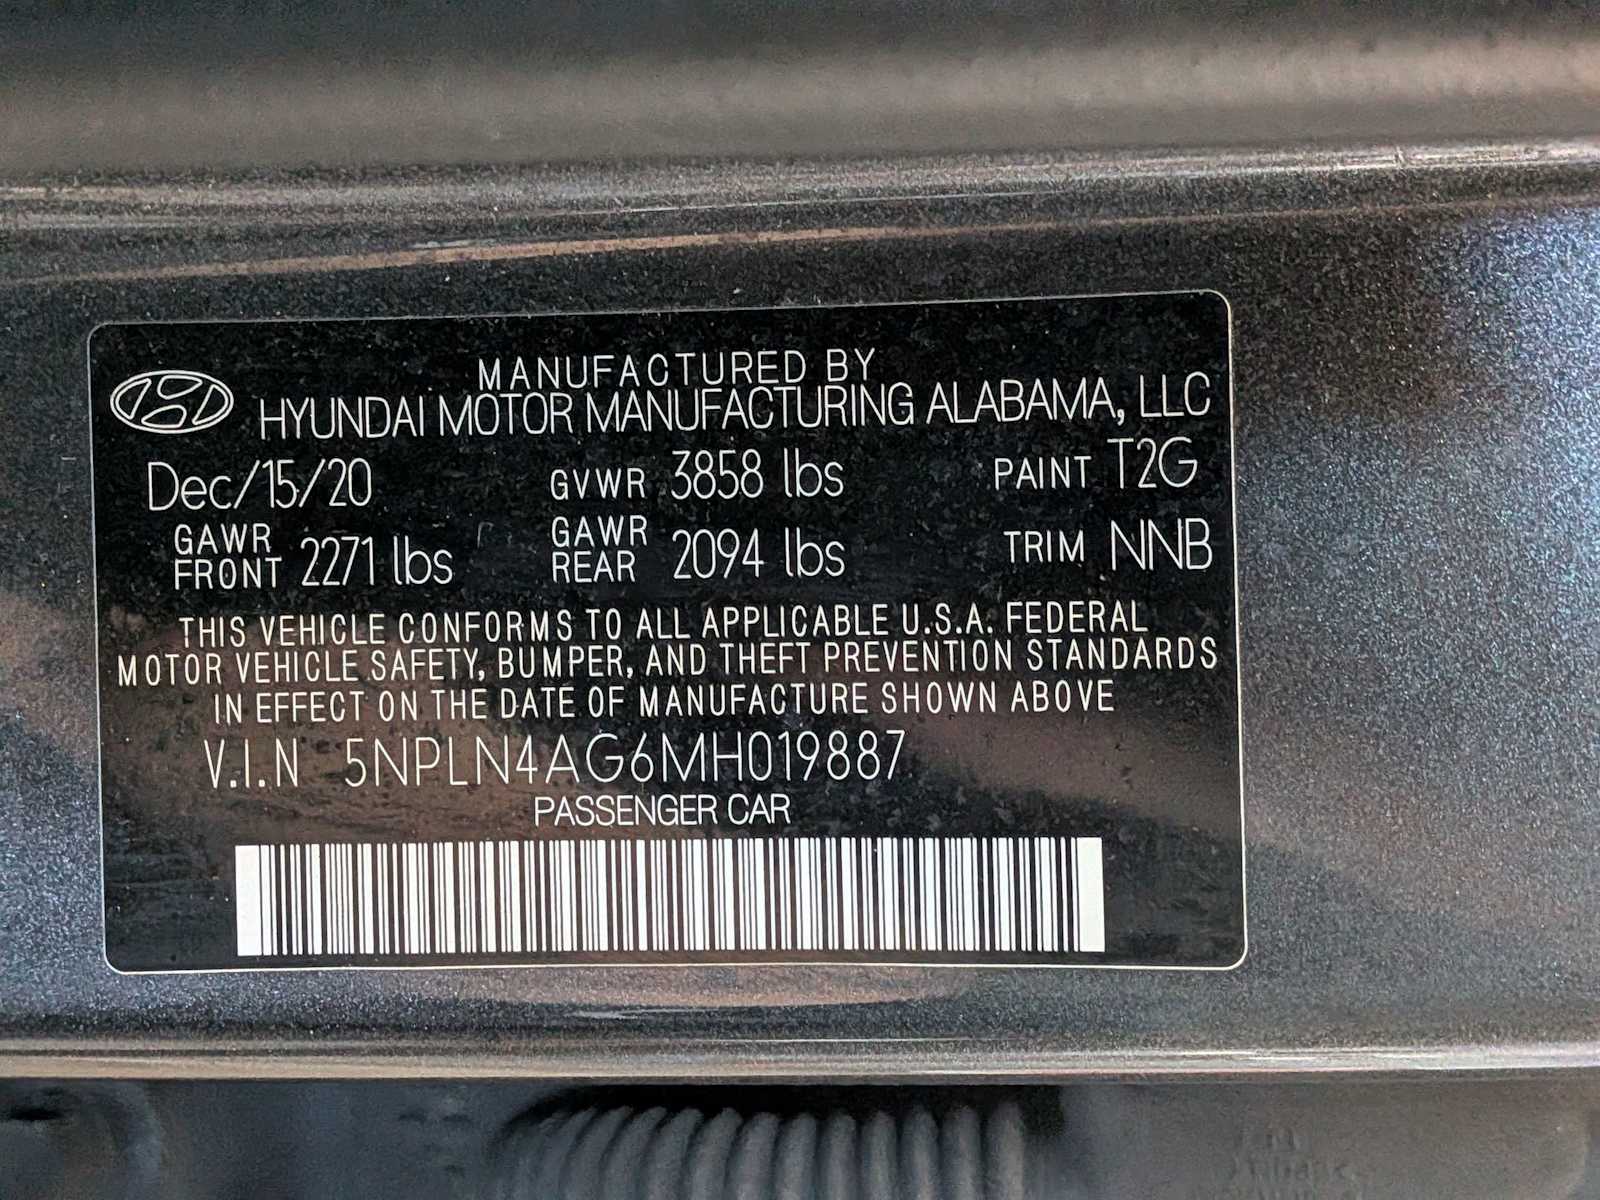 MANUFACTURED BY
HYUNDAI MOTOR MANUFACTURING ALABAMA, LLC
Dec/15/20 GVWR 3858 lbs PAINT T2G
GAWR FRONT 2271 lbs GAWR REAR 2094 lbs TRIM NNB
THIS VEHICLE CONFORMS TO ALL APPLICABLE U.S.A. FEDERAL
MOTOR VEHICLE SAFETY, BUMPER, AND THEFT PREVENTION STANDARDS
IN EFFECT ON THE DATE OF MANUFACTURE SHOWN ABOVE
V.I.N 5NPLN4AG6MH019887
PASSENGER CAR